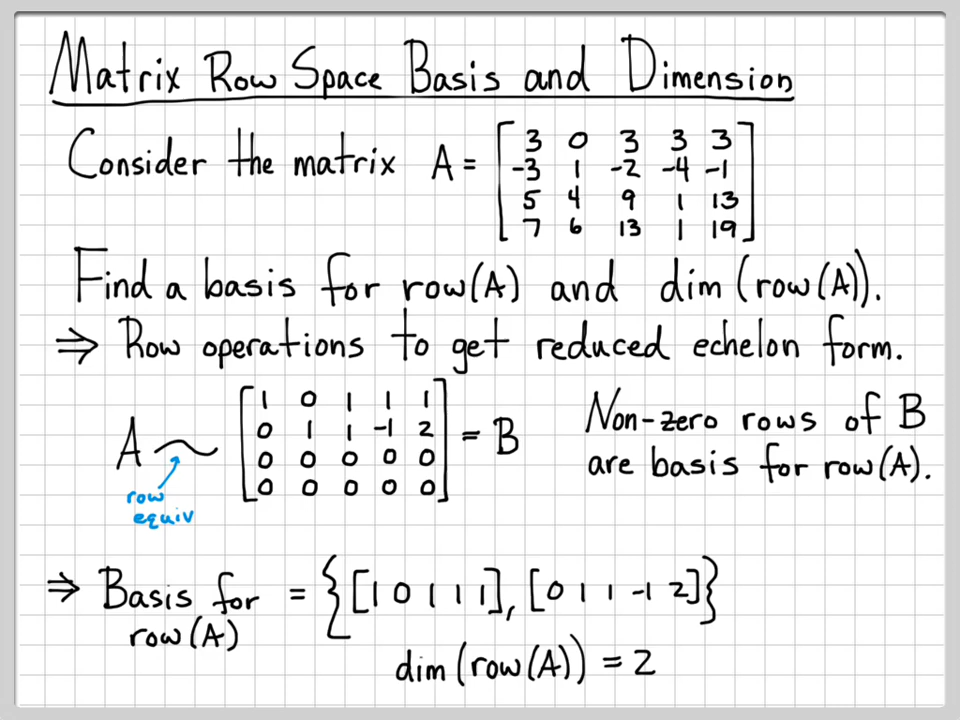 Matrix Row Space Basis and Dimension
Consider the matrix A = [
3 0 3 3 3
-3 1 -2 -4 -1
5 4 9 1 13
7 6 13 1 19
]
Find a basis for row(A) and dim(row(A)).
⇒ Row operations to get reduced echelon form.
A ~ [
1 0 1 1 1
0 1 1 -1 2
0 0 0 0 0
0 0 0 0 0
] = B
row
equiv
Non-zero rows of B
are basis for row(A).
⇒ Basis for
row(A)
= {[1 0 1 1 1], [0 1 1 -1 2]}
dim(row(A)) = 2